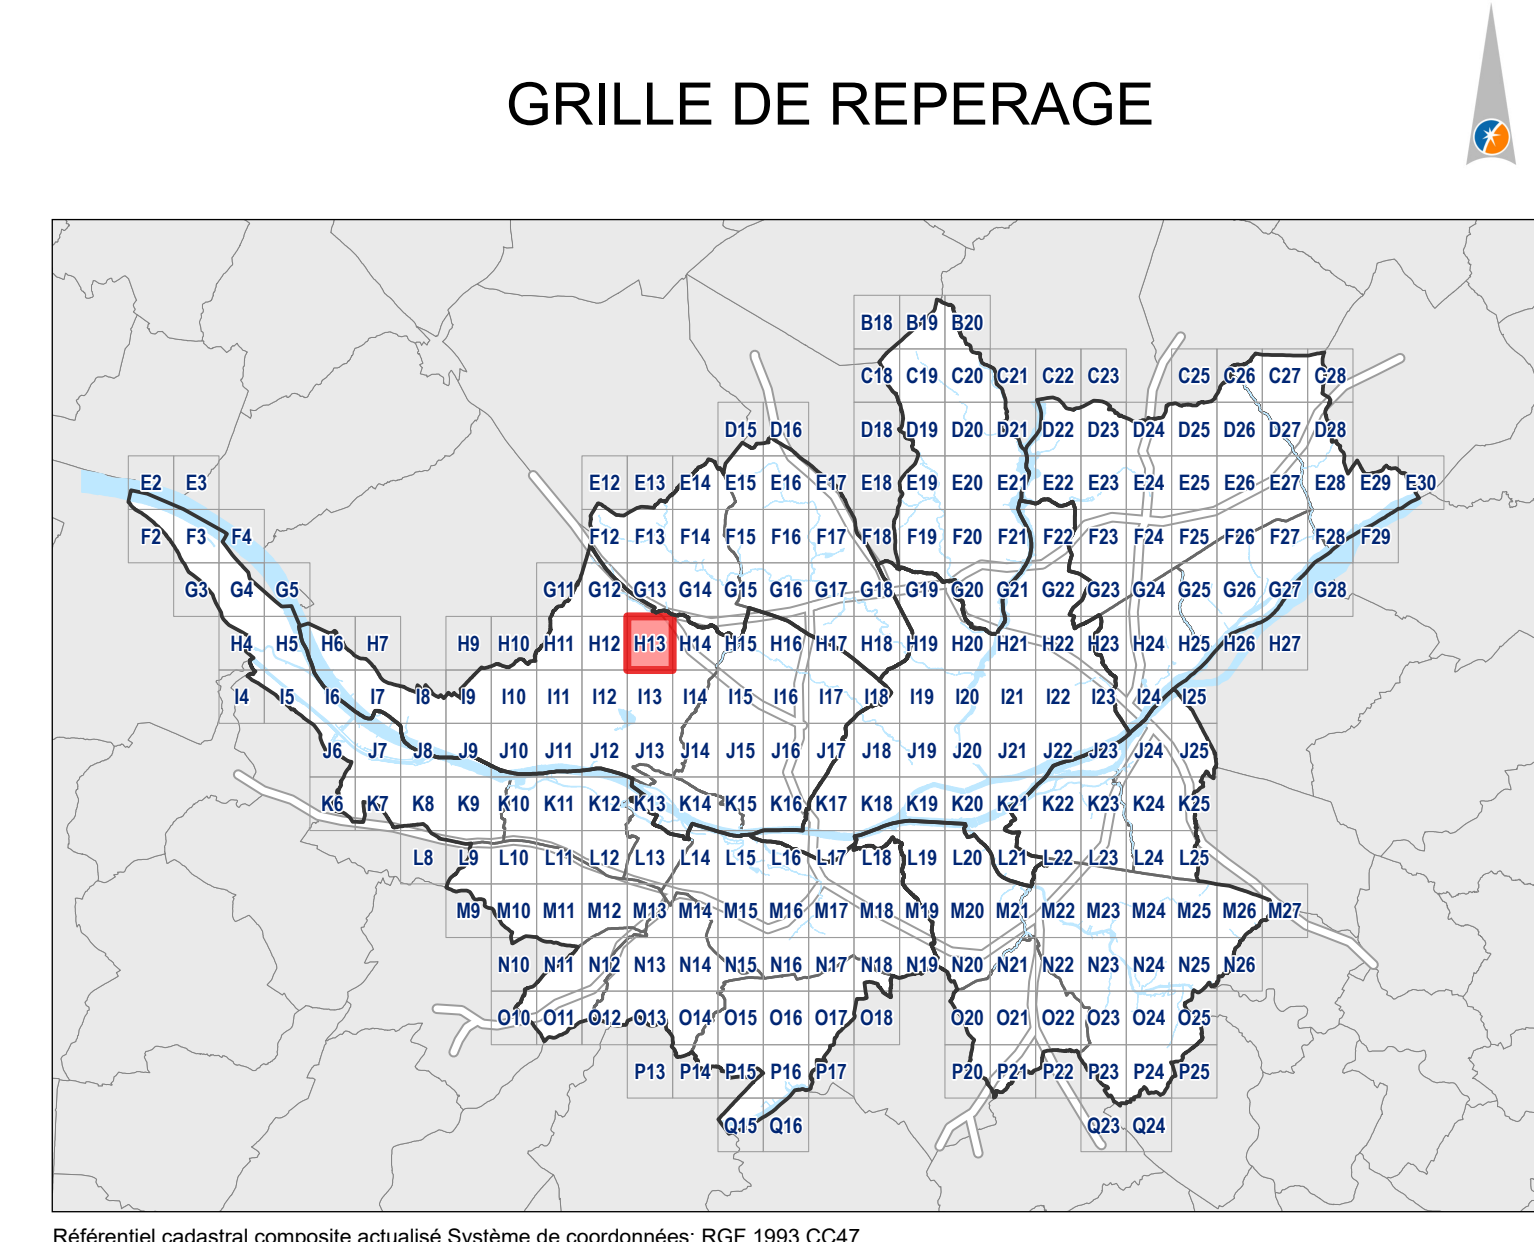 GRILLE DE REPERAGE
B18 B19 B20
C18 C19 C20 C21 C22 C23 C25 C26 C27 C28
D15 D16 D18 D19 D20 D21 D22 D23 D24 D25 D26 D27 D28
E2 E3 E12 E13 E14 E15 E16 E17 E18 E19 E20 E21 E22 E23 E24 E25 E26 E27 E28 E29 E30
F2 F3 F4 F12 F13 F14 F15 F16 F17 F18 F19 F20 F21 F22 F23 F24 F25 F26 F27 F28 F29
G3 G4 G5 G11 G12 G13 G14 G15 G16 G17 G18 G19 G20 G21 G22 G23 G24 G25 G26 G27 G28
H4 H5 H6 H7 H9 H10 H11 H12 H13 H14 H15 H16 H17 H18 H19 H20 H21 H22 H23 H24 H25 H26 H27
I4 I5 I6 I7 I8 I9 I10 I11 I12 I13 I14 I15 I16 I17 I18 I19 I20 I21 I22 I23 I24 I25
J6 J7 J8 J9 J10 J11 J12 J13 J14 J15 J16 J17 J18 J19 J20 J21 J22 J23 J24 J25
K6 K7 K8 K9 K10 K11 K12 K13 K14 K15 K16 K17 K18 K19 K20 K21 K22 K23 K24 K25
L8 L9 L10 L11 L12 L13 L14 L15 L16 L17 L18 L19 L20 L21 L22 L23 L24 L25
M9 M10 M11 M12 M13 M14 M15 M16 M17 M18 M19 M20 M21 M22 M23 M24 M25 M26 M27
N10 N11 N12 N13 N14 N15 N16 N17 N18 N19 N20 N21 N22 N23 N24 N25 N26
O10 O11 O12 O13 O14 O15 O16 O17 O18 O20 O21 O22 O23 O24 O25
P13 P14 P15 P16 P17 P20 P21 P22 P23 P24 P25
Q15 Q16 Q23 Q24
Référentiel cadastral composite actualisé Système de coordonnées: RGF 1993 CC47